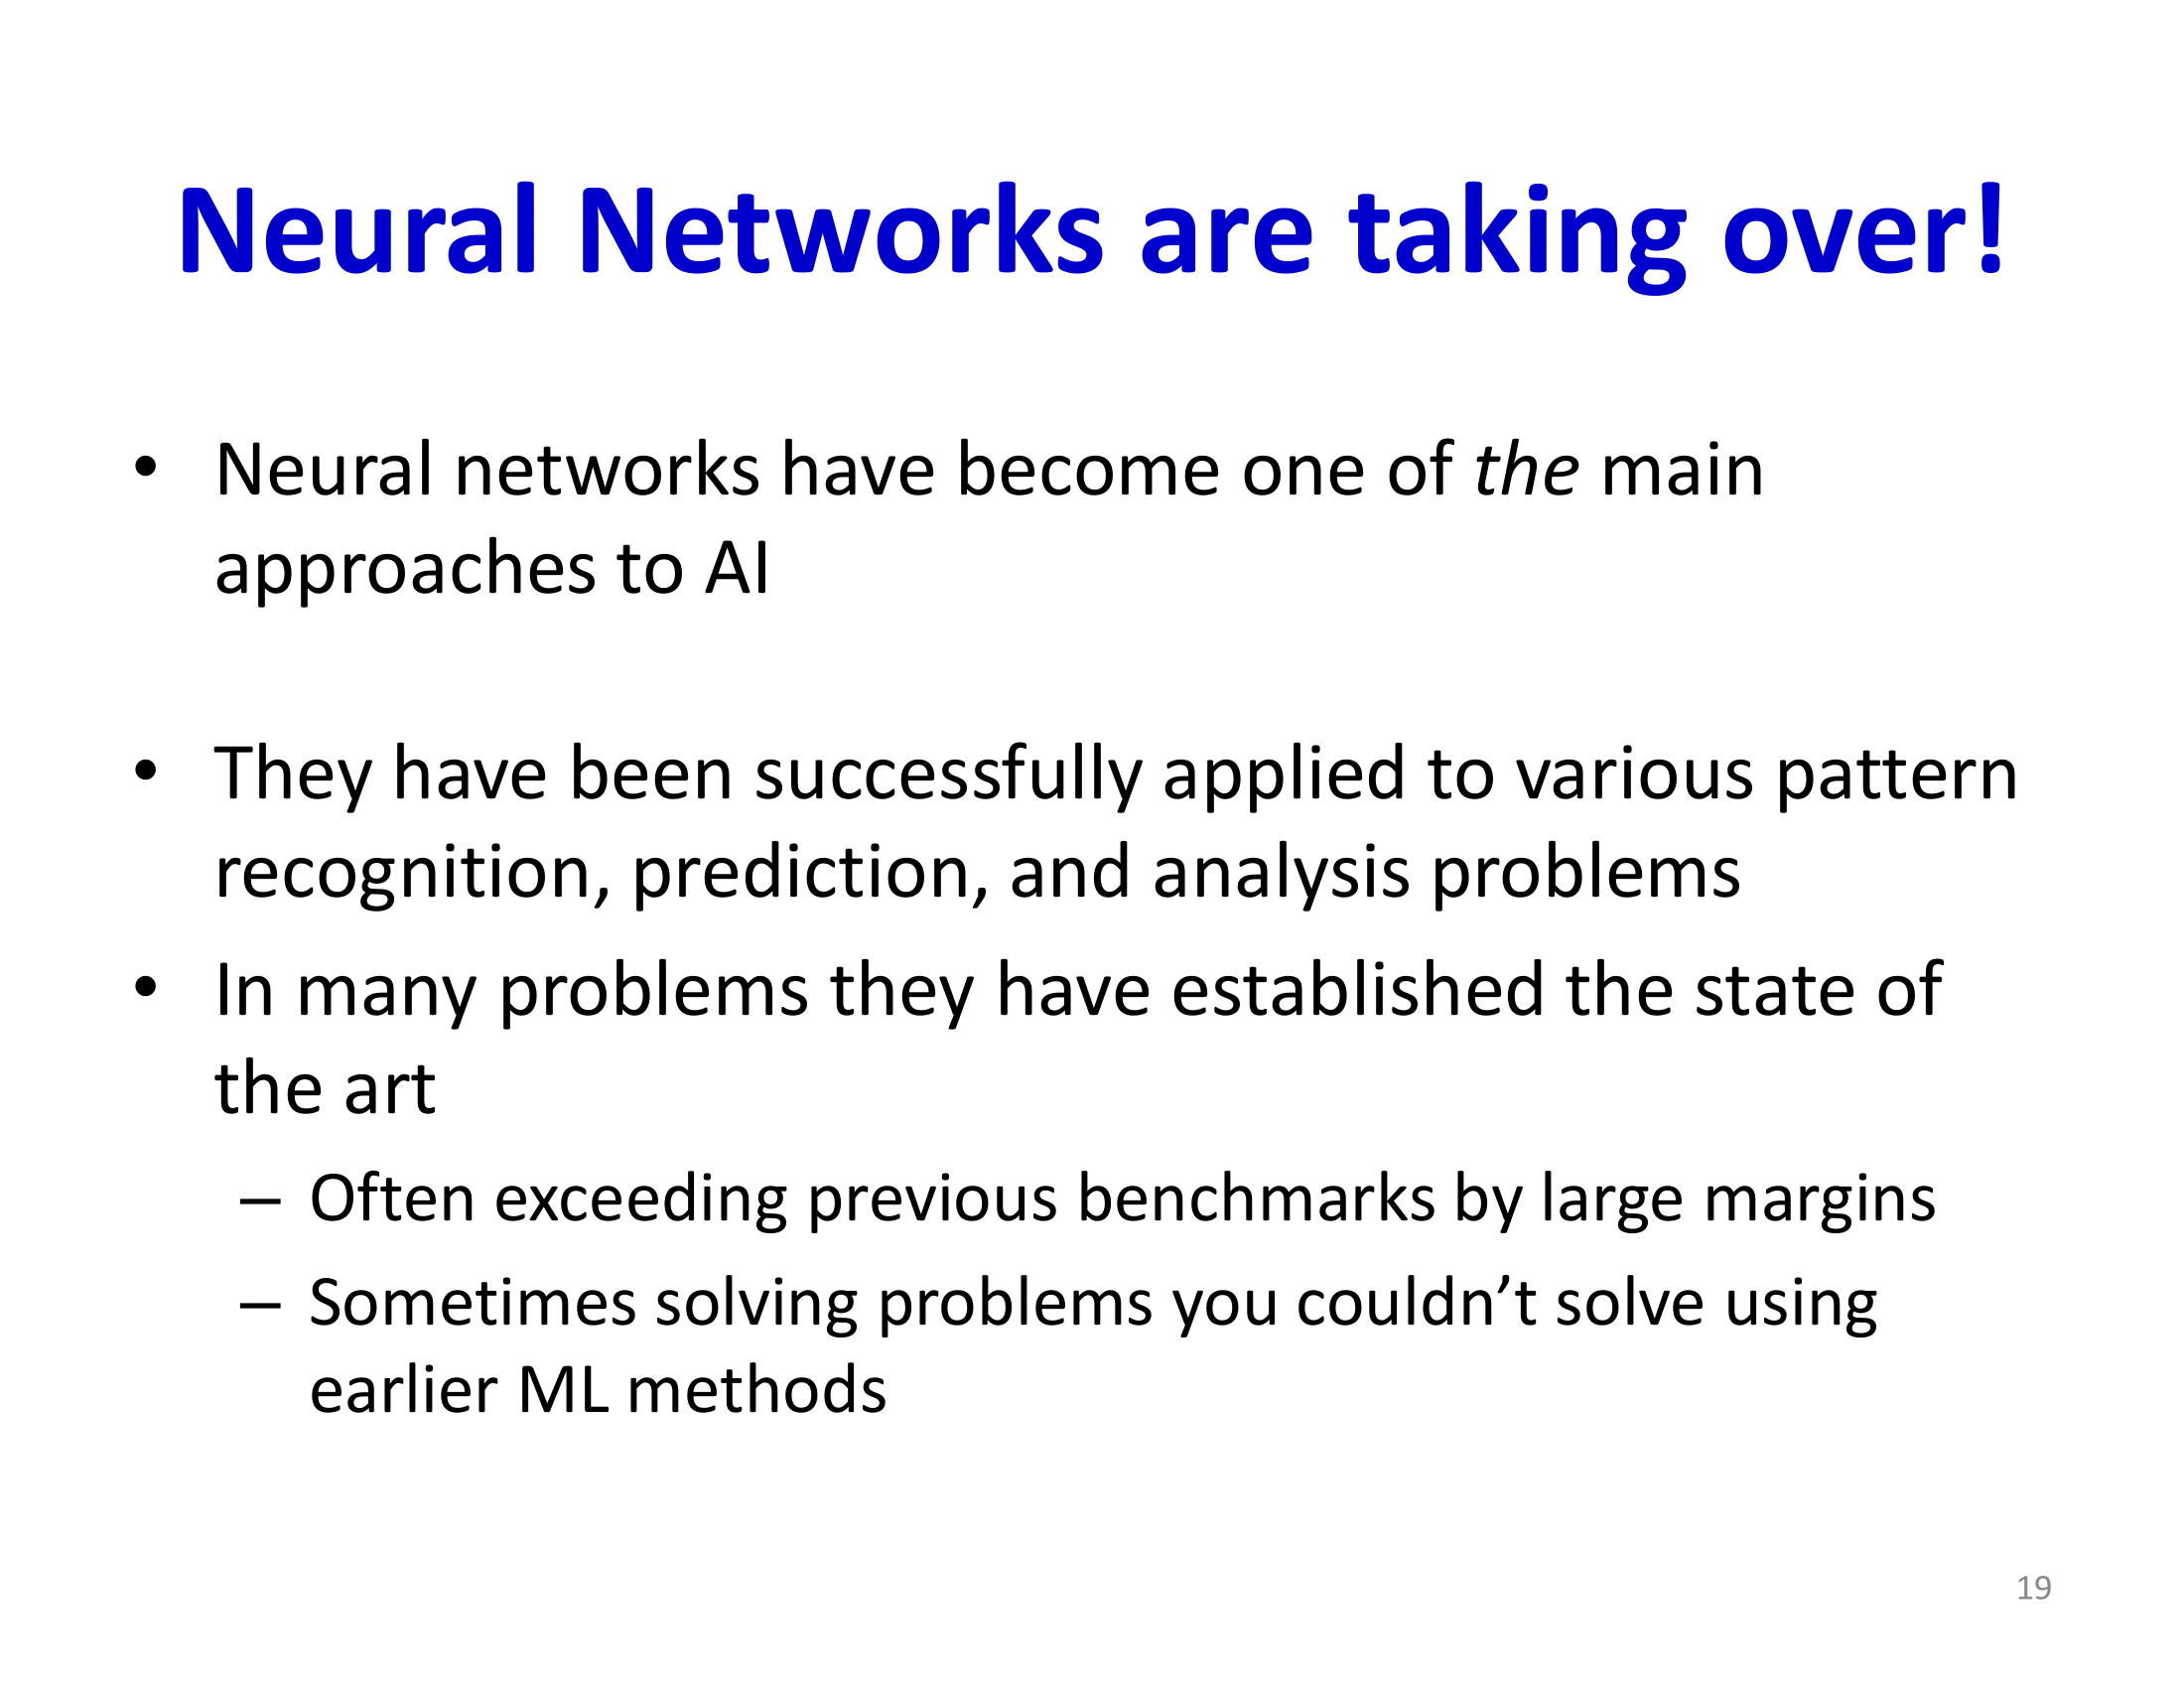 Neural Networks are taking over!
• Neural networks have become one of the main
approaches to AI
• They have been successfully applied to various pattern
recognition, prediction, and analysis problems
• In many problems they have established the state of
the art
– Often exceeding previous benchmarks by large margins
– Sometimes solving problems you couldn’t solve using
earlier ML methods
19